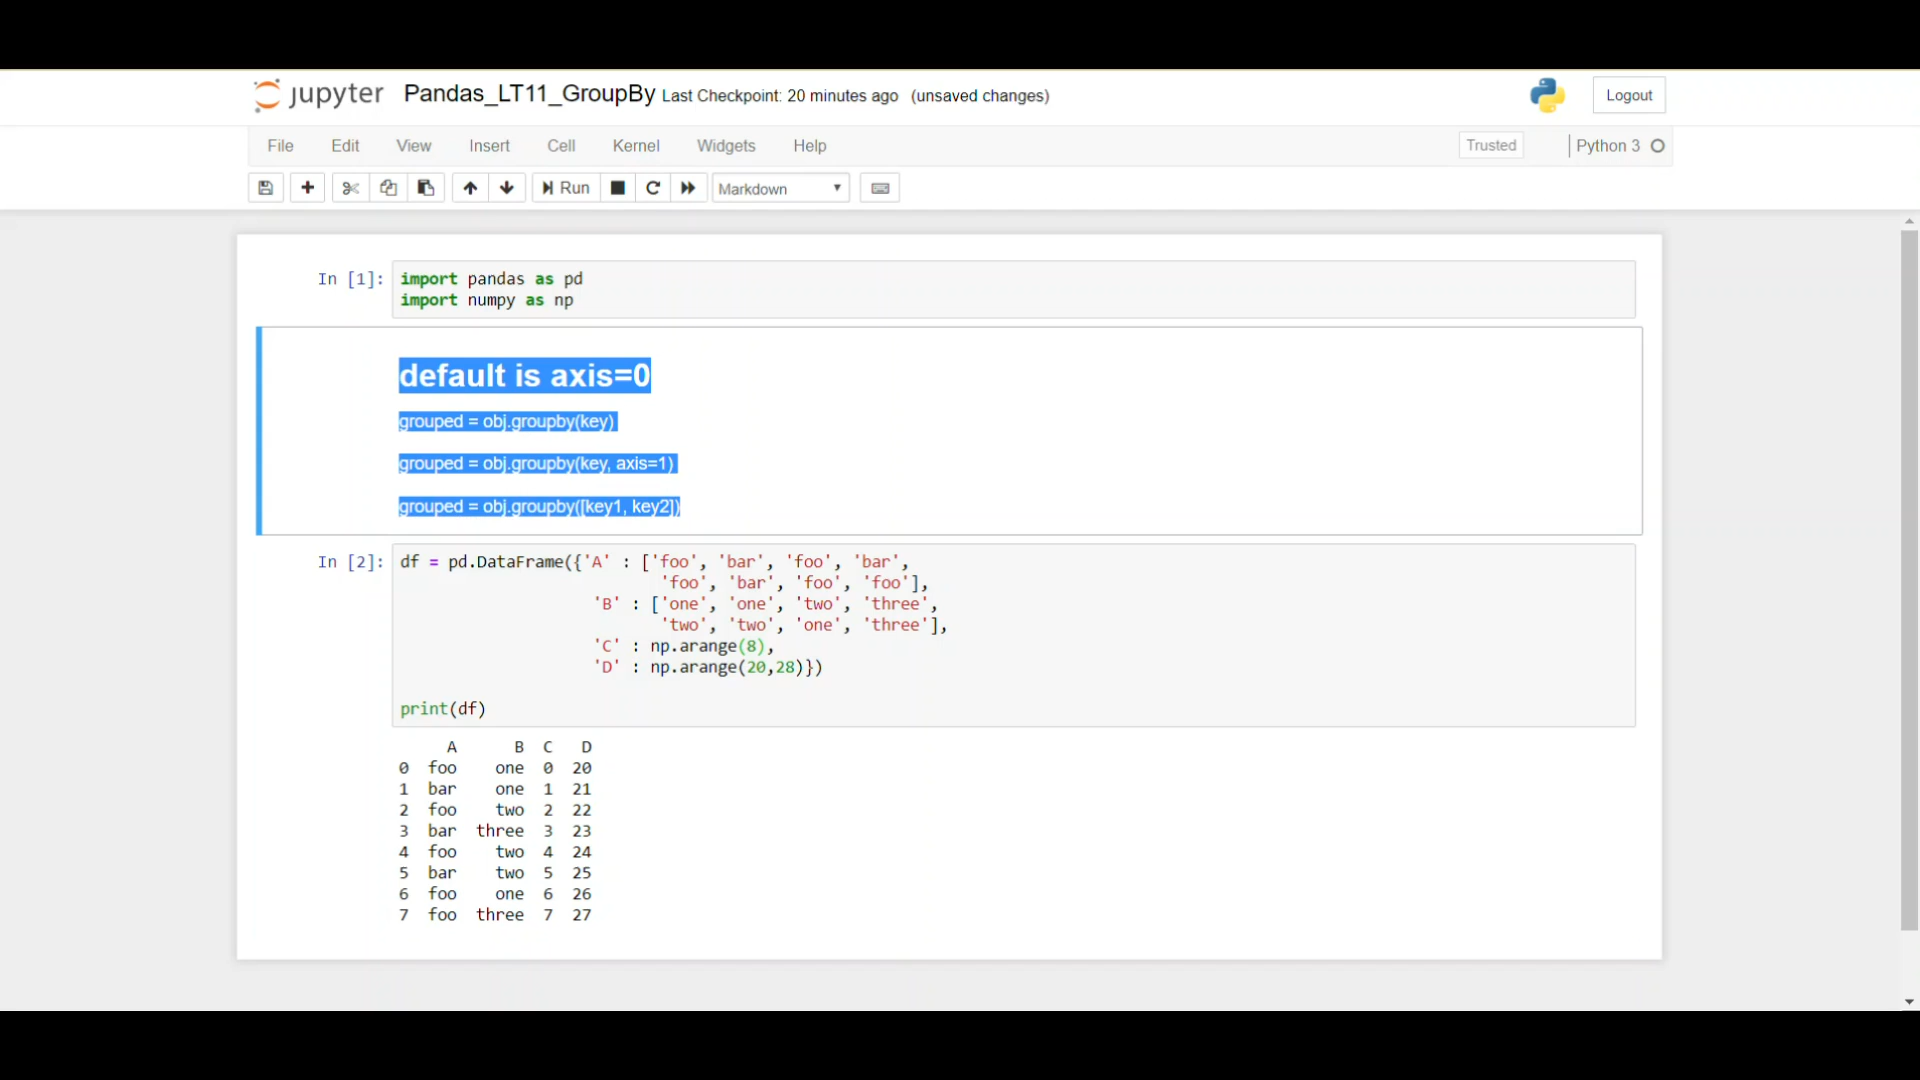 jupyter Pandas_LT11_GroupBy Last Checkpoint: 20 minutes ago (unsaved changes) Logout
File Edit View Insert Cell Kernel Widgets Help Trusted Python 3
Run Markdown
In [1]: import pandas as pd
import numpy as np
default is axis=0
grouped = obj.groupby(key)
grouped = obj.groupby(key, axis=1)
grouped = obj.groupby([key1, key2])
In [2]: df = pd.DataFrame({'A' : ['foo', 'bar', 'foo', 'bar',
'foo', 'bar', 'foo', 'foo'],
'B' : ['one', 'one', 'two', 'three',
'two', 'two', 'one', 'three'],
'C' : np.arange(8),
'D' : np.arange(20,28)})
print(df)
A B C D
0 foo one 0 20
1 bar one 1 21
2 foo two 2 22
3 bar three 3 23
4 foo two 4 24
5 bar two 5 25
6 foo one 6 26
7 foo three 7 27